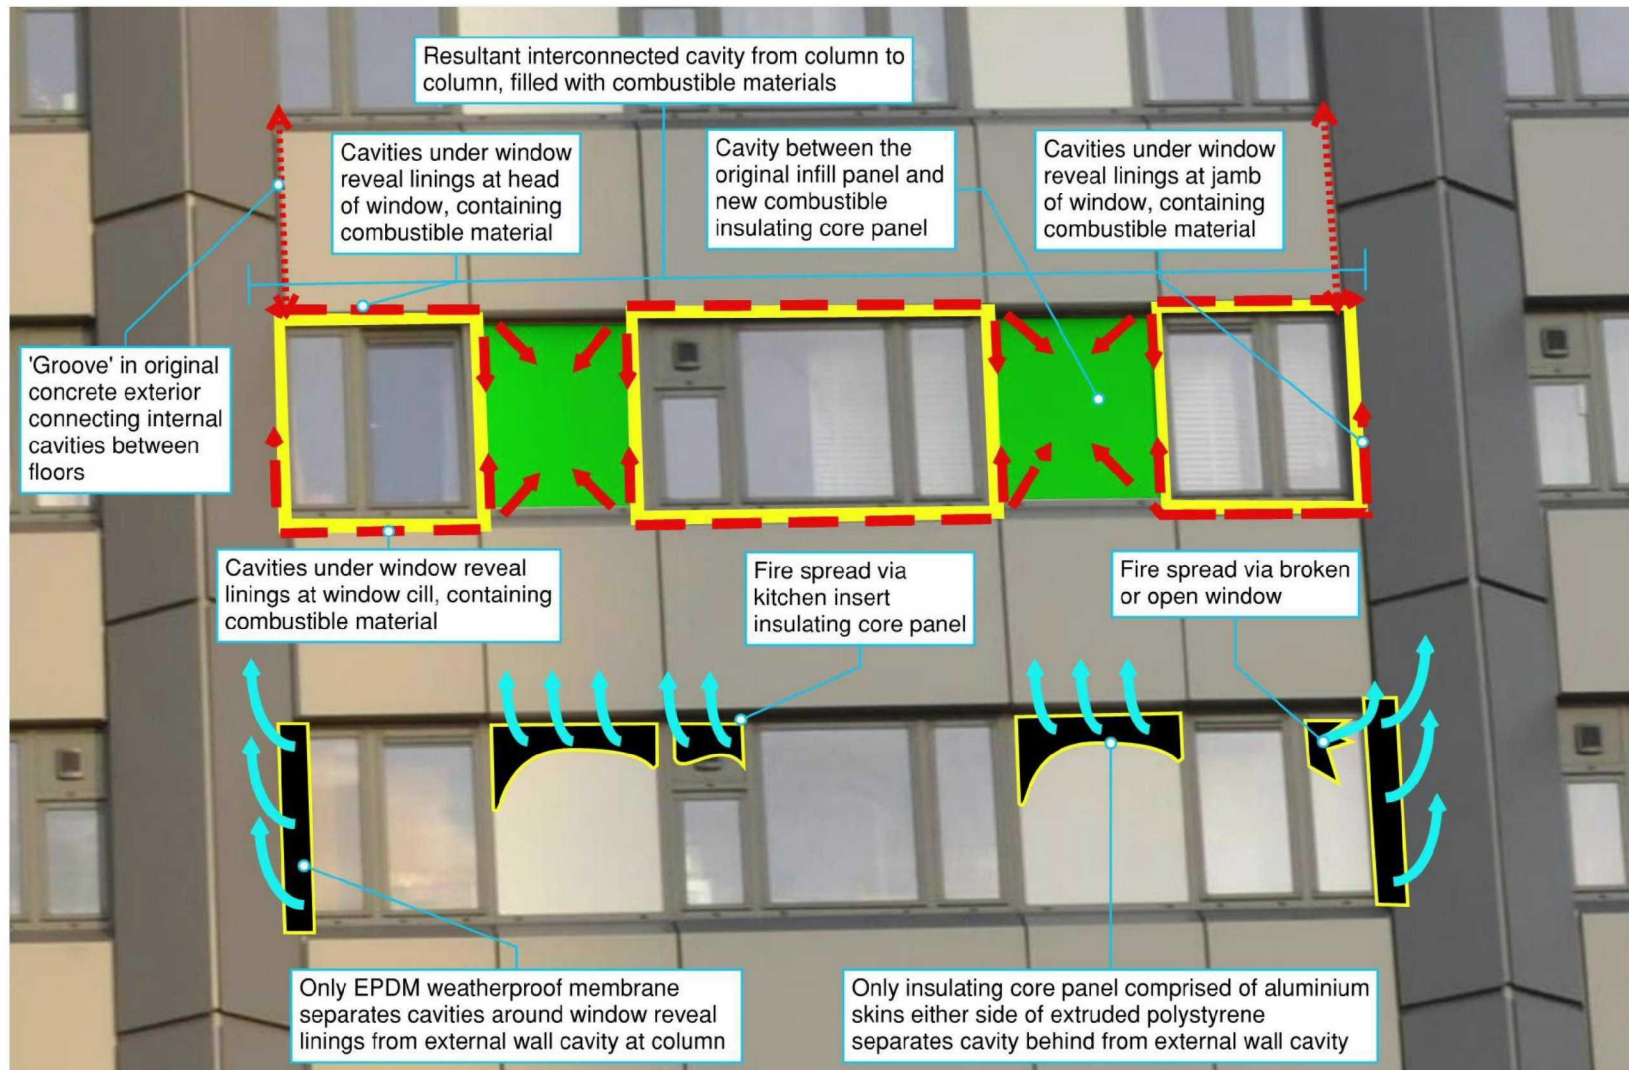 Resultant interconnected cavity from column to
column, filled with combustible materials
Cavities under window
reveal linings at head
of window, containing
combustible material
Cavity between the
original infill panel and
new combustible
insulating core panel
Cavities under window
reveal linings at jamb
of window, containing
combustible material
'Groove' in original
concrete exterior
connecting internal
cavities between
floors
Cavities under window reveal
linings at window cill, containing
combustible material
Fire spread via
kitchen insert
insulating core panel
Fire spread via broken
or open window
Only EPDM weatherproof membrane
separates cavities around window reveal
linings from external wall cavity at column
Only insulating core panel comprised of aluminium
skins either side of extruded polystyrene
separates cavity behind from external wall cavity